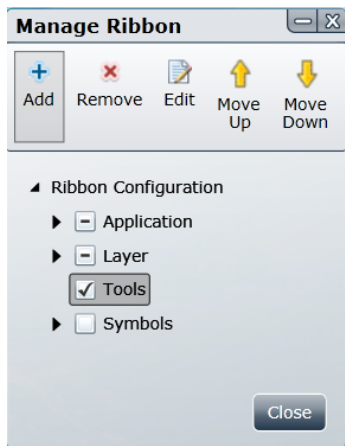 Manage Ribbon
Add Remove Edit Move Up Move Down
Ribbon Configuration
Application
Layer
Tools
Symbols
Close